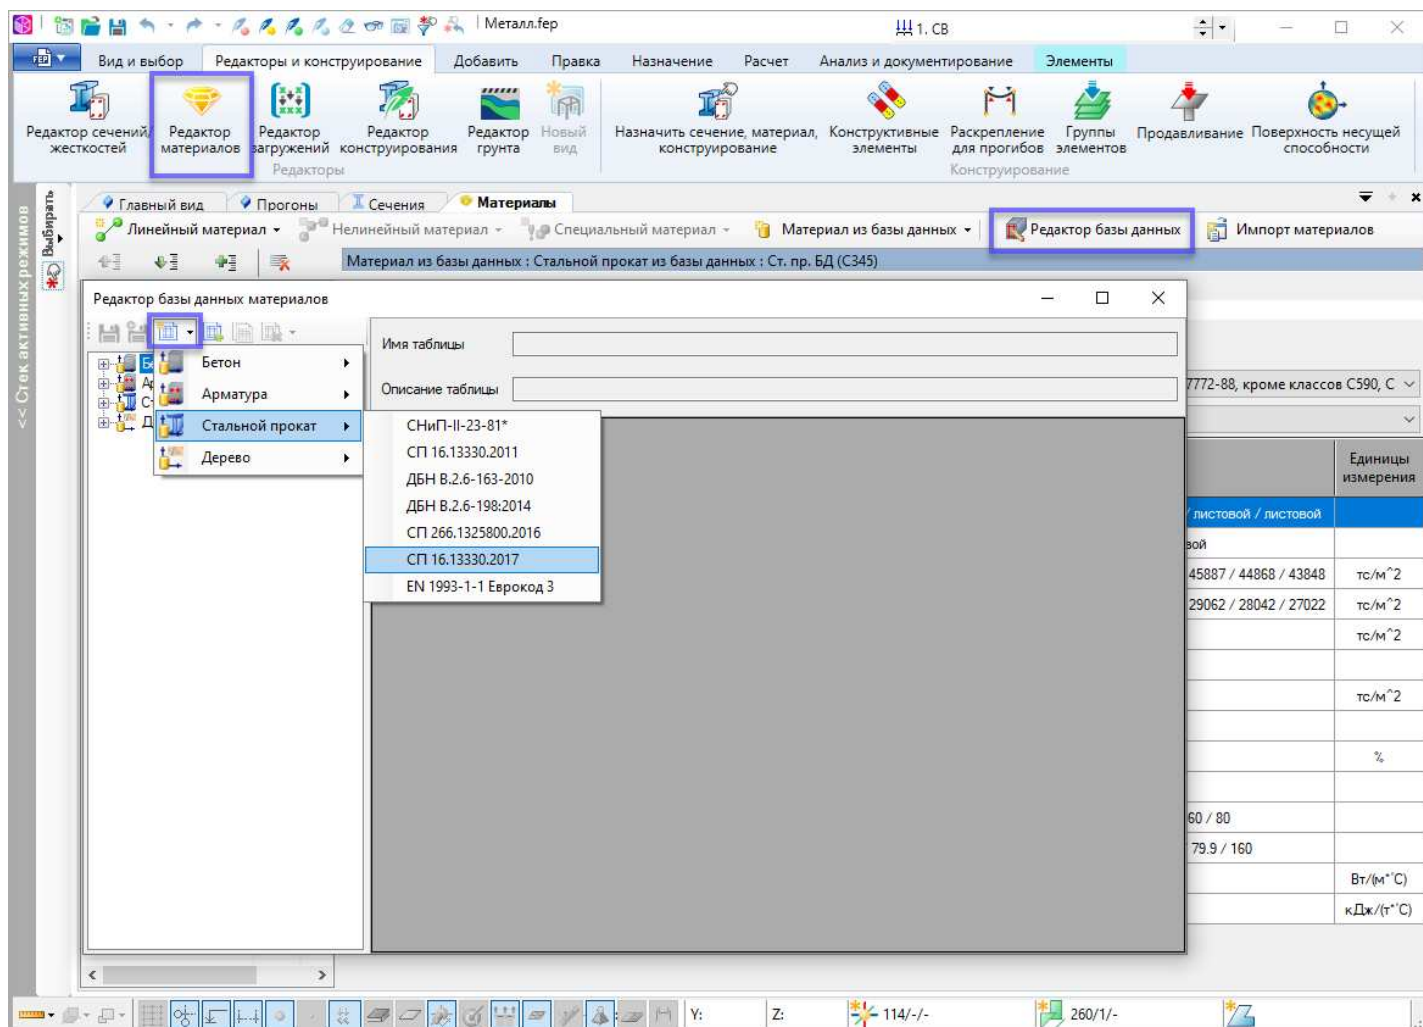 Металл.fep
1. СВ
FEP
Вид и выбор Редакторы и конструирование Добавить Правка Назначение Расчет Анализ и документирование Элементы
Редактор сечений/ жесткостей
Редактор материалов
Редактор загружений
Редактор конструирования
Редактор грунта
Новый вид
Назначить сечение, материал, конструирование
Конструктивные элементы
Раскрепление для прогибов
Группы элементов
Продавливание
Поверхность несущей способности
Редакторы
Конструирование
<< Стек активных режимов
Выбирать
Главный вид Прогоны Сечения Материалы
Линейный материал Нелинейный материал Специальный материал Материал из базы данных Редактор базы данных Импорт материалов
Материал из базы данных : Стальной прокат из базы данных : Ст. пр. БД (С345)
Редактор базы данных материалов
Имя таблицы
Описание таблицы
Бетон
Арматура
Стальной прокат
Дерево
СНиП-II-23-81*
СП 16.13330.2011
ДБН В.2.6-163-2010
ДБН В.2.6-198:2014
СП 266.1325800.2016
СП 16.13330.2017
EN 1993-1-1 Еврокод 3
7772-88, кроме классов С590, С
Единицы измерения
/ листовой / листовой
вой
45887 / 44868 / 43848 тс/м^2
29062 / 28042 / 27022 тс/м^2
тс/м^2
тс/м^2
%
60 / 80
79.9 / 160
Вт/(м*°С)
кДж/(т*°С)
Y: Z: 114/-/- 260/1/-